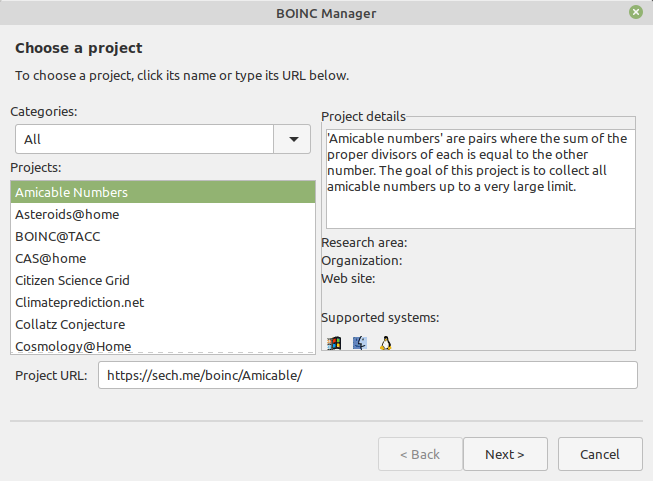 BOINC Manager
Choose a project
To choose a project, click its name or type its URL below.
Categories:
All
Projects:
Amicable Numbers
Asteroids@home
BOINC@TACC
CAS@home
Citizen Science Grid
Climateprediction.net
Collatz Conjecture
Cosmology@Home
Project details
'Amicable numbers' are pairs where the sum of the
proper divisors of each is equal to the other
number. The goal of this project is to collect all
amicable numbers up to a very large limit.
Research area:
Organization:
Web site:
Supported systems:
Project URL: https://sech.me/boinc/Amicable/
< Back
Next >
Cancel